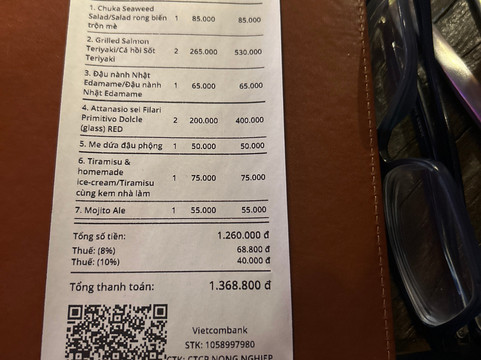 1. Chuka Seaweed
Salad/Salad rong biển 1 85.000 85.000
trộn mè
2. Grilled Salmon
Teriyaki/Cá hồi Sốt 2 265.000 530.000
Teriyaki
3. Đậu nành Nhật
Edamame/Đậu nành 1 65.000 65.000
Nhật Edamame
4. Attanasio sei Filari
Primitivo Dolcle 2 200.000 400.000
(glass) RED
5. Me dứa đậu phộng 1 50.000 50.000
6. Tiramisu &
homemade
ice-cream/Tiramisu 1 75.000 75.000
cùng kem nhà làm
7. Mojito Ale 1 55.000 55.000
Tổng số tiền: 1.260.000 đ
Thuế: (8%) 68.800 đ
Thuế: (10%) 40.000 đ
Tổng thanh toán: 1.368.800 đ
Vietcombank
STK: 1058997980
CTK: CTCP NONG NGHIEP